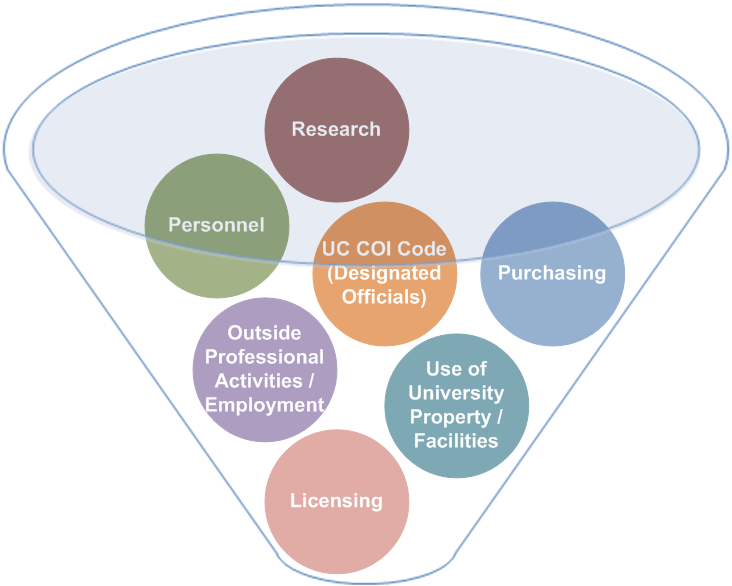 Research
Personnel
UC COI Code
(Designated
Officials)
Purchasing
Outside
Professional
Activities /
Employment
Use of
University
Property /
Facilities
Licensing